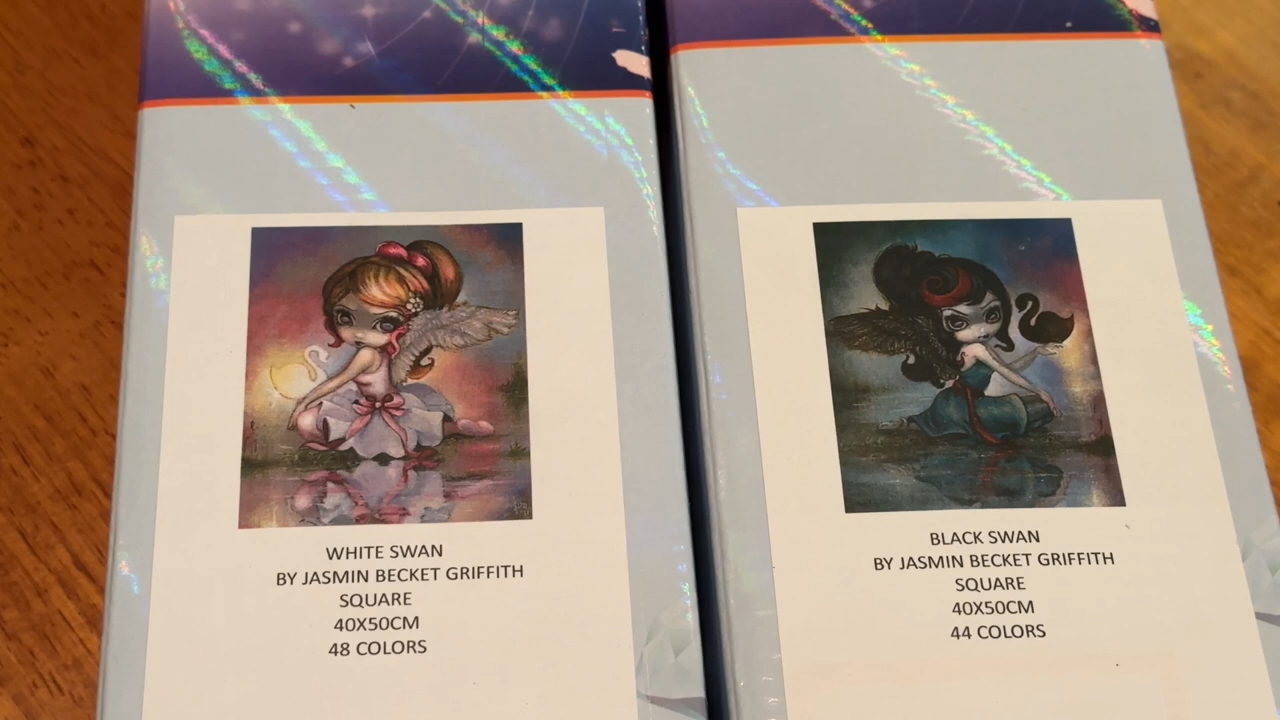 WHITE SWAN
BY JASMIN BECKET GRIFFITH
SQUARE
40X50CM
48 COLORS
BLACK SWAN
BY JASMIN BECKET GRIFFITH
SQUARE
40X50CM
44 COLORS